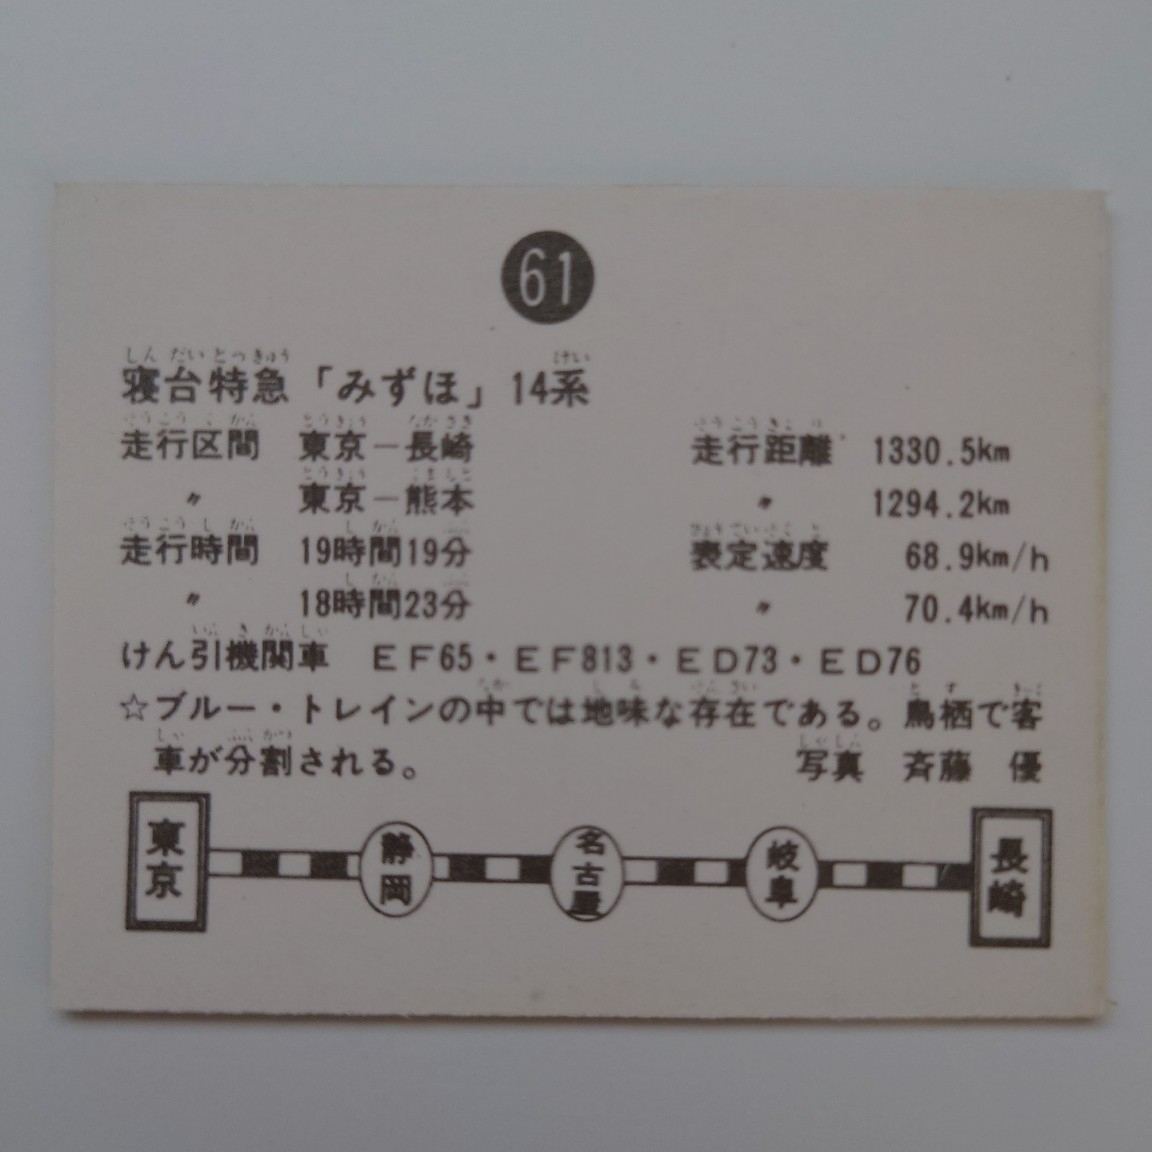 61
寝台特急「みずほ」14系
走行区間 東京－長崎 走行距離 1330.5km
〃 東京－熊本 〃 1294.2km
走行時間 19時間19分 表定速度 68.9km/h
〃 18時間23分 〃 70.4km/h
けん引機関車 EF65・EF813・ED73・ED76
☆ブルー・トレインの中では地味な存在である。鳥栖で客
車が分割される。 写真 斉藤 優
東京 静岡 名古屋 岐阜 長崎